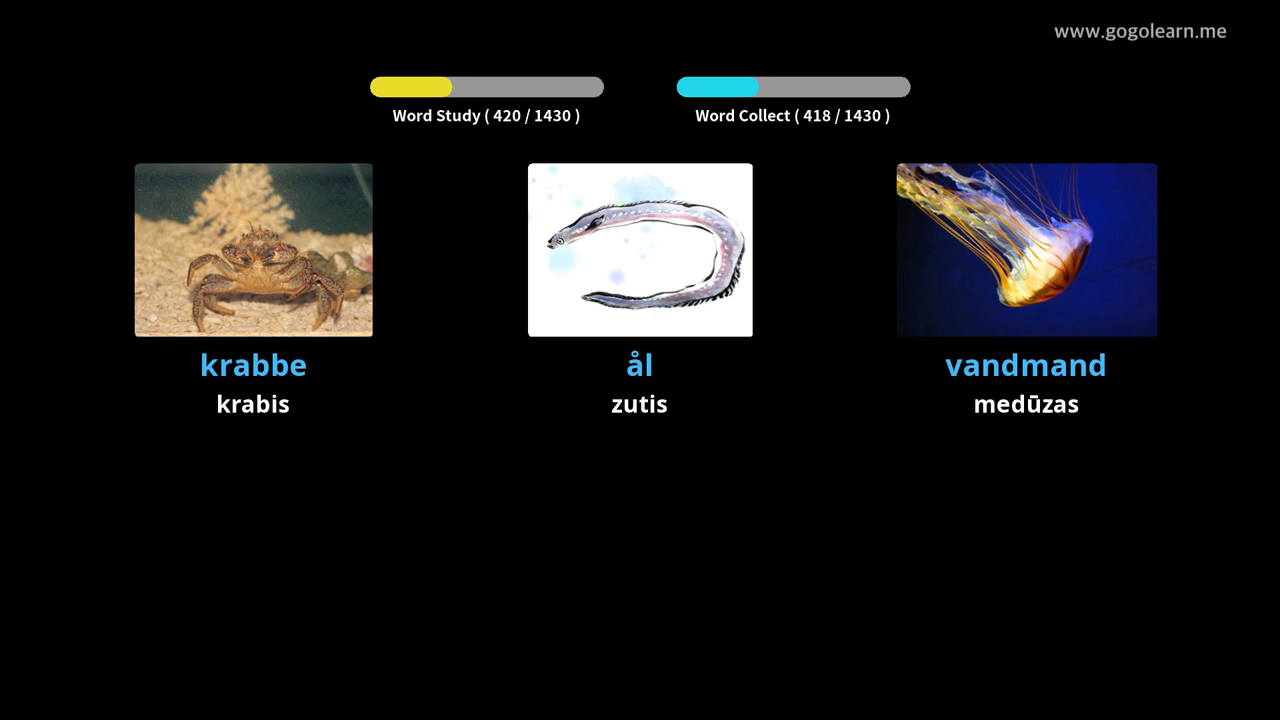 www.gogolearn.me
Word Study ( 420 / 1430 )
Word Collect ( 418 / 1430 )
krabbe
krabis
ål
zutis
vandmand
medūzas